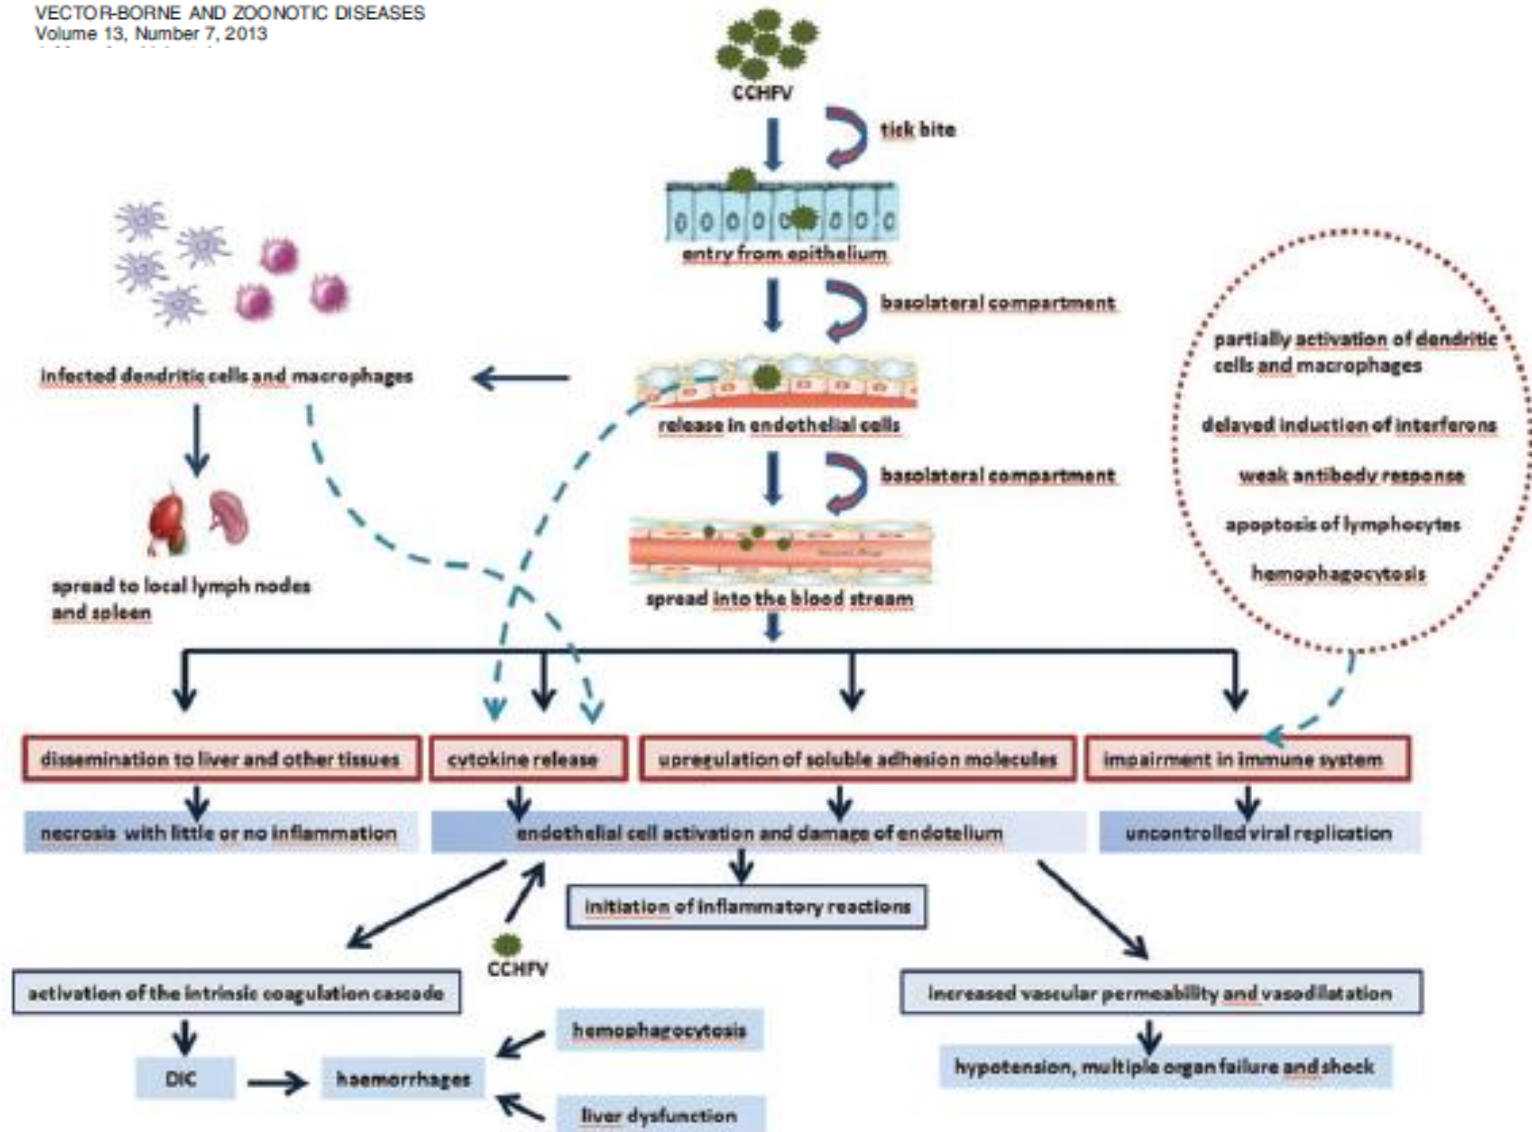 VECTOR-BORNE AND ZOONOTIC DISEASES
Volume 13, Number 7, 2013
CCHFV
tick bite
entry from epithelium
basolateral compartment
infected dendritic cells and macrophages
release in endothelial cells
basolateral compartment
spread to local lymph nodes
and spleen
spread into the blood stream
partially activation of dendritic
cells and macrophages
delayed induction of interferons
weak antibody response
apoptosis of lymphocytes
hemophagocytosis
dissemination to liver and other tissues
cytokine release
upregulation of soluble adhesion molecules
impairment in immune system
necrosis with little or no inflammation
endothelial cell activation and damage of endotelium
uncontrolled viral replication
initiation of inflammatory reactions
CCHFV
activation of the intrinsic coagulation cascade
increased vascular permeability and vasodilatation
hemophagocytosis
DIC
haemorrhages
hypotension, multiple organ failure and shock
liver dysfunction